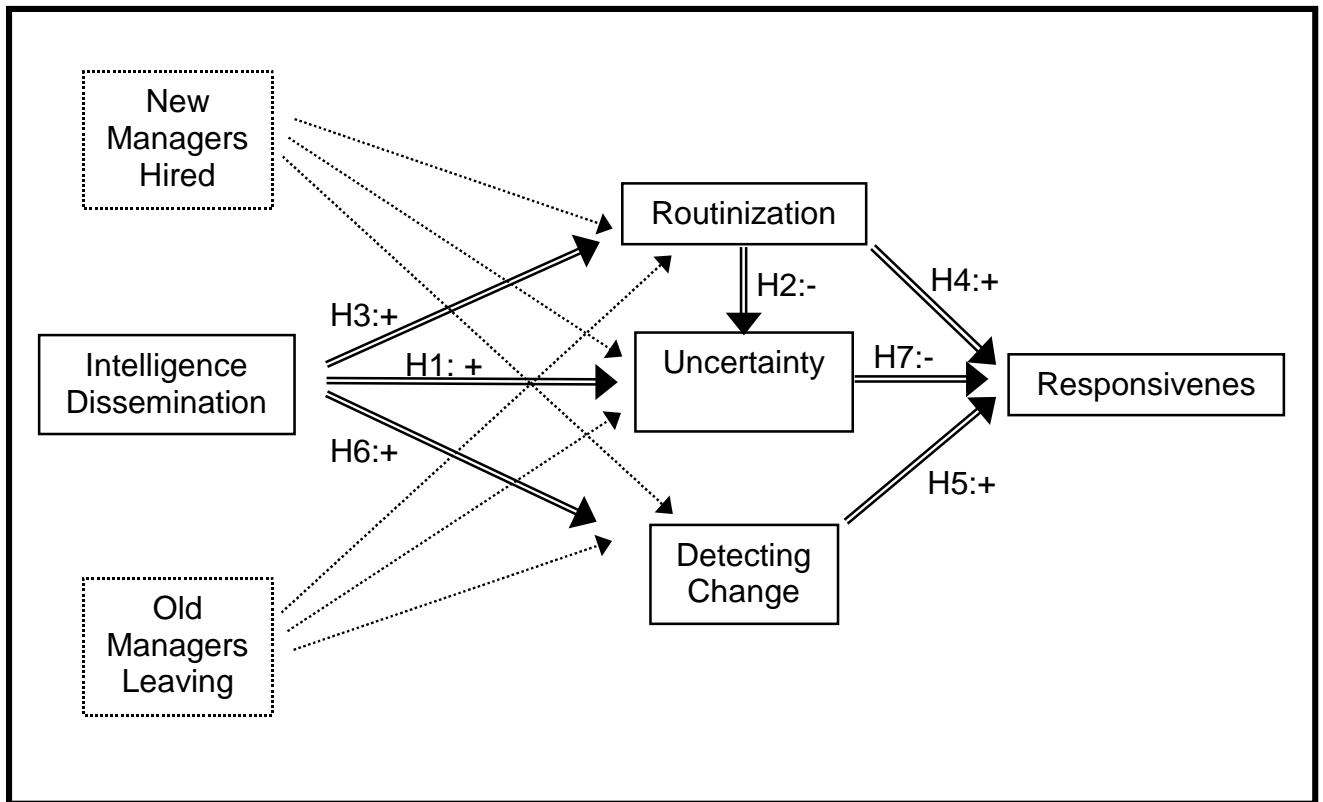 New
Managers
Hired
Routinization
H2:-
H4:+
H3:+
Intelligence
Dissemination
H1: +
Uncertainty
H7:-
Responsivenes
H6:+
H5:+
Detecting
Change
Old
Managers
Leaving